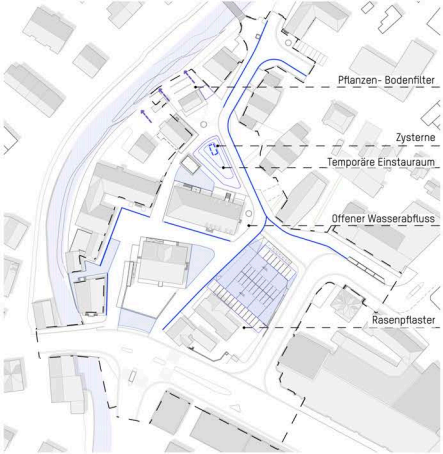 Pflanzen- Bodenfilter
Zysterne
Temporäre Einstauraum
Offener Wasserabfluss
Rasenpflaster